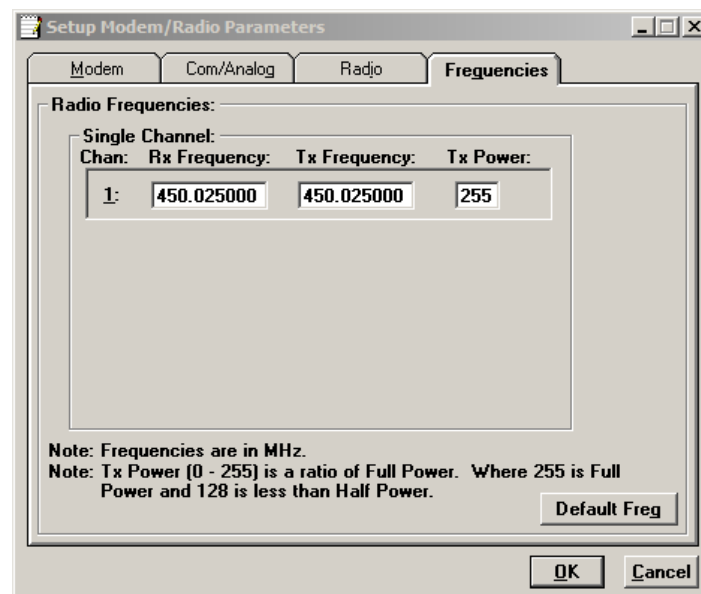 Setup Modem/Radio Parameters
Modem Com/Analog Radio Frequencies
Radio Frequencies:
Single Channel:
Chan: Rx Frequency: Tx Frequency: Tx Power:
1: 450.025000 450.025000 255
Note: Frequencies are in MHz.
Note: Tx Power (0 - 255) is a ratio of Full Power. Where 255 is Full
Power and 128 is less than Half Power.
Default Freq
OK Cancel